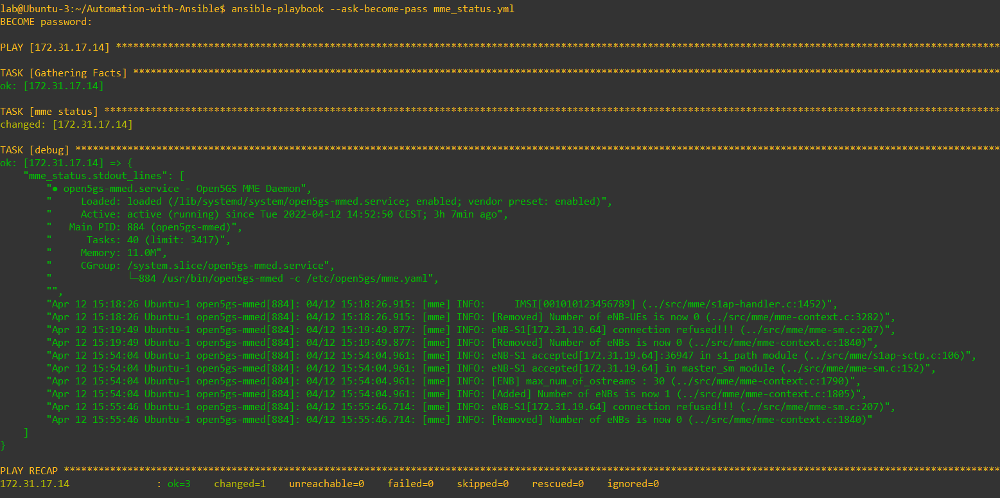 lab@Ubuntu-3:~/Automation-with-Ansible$ ansible-playbook --ask-become-pass mme_status.yml
BECOME password:

PLAY [172.31.17.14] *********************************************************************************************************************************************************

TASK [Gathering Facts] ******************************************************************************************************************************************************
ok: [172.31.17.14]

TASK [mme status] ***********************************************************************************************************************************************************
changed: [172.31.17.14]

TASK [debug] ****************************************************************************************************************************************************************
ok: [172.31.17.14] => {
    "mme_status.stdout_lines": [
        "● open5gs-mmed.service - Open5GS MME Daemon",
        "     Loaded: loaded (/lib/systemd/system/open5gs-mmed.service; enabled; vendor preset: enabled)",
        "     Active: active (running) since Tue 2022-04-12 14:52:50 CEST; 3h 7min ago",
        "   Main PID: 884 (open5gs-mmed)",
        "      Tasks: 40 (limit: 3417)",
        "     Memory: 11.0M",
        "     CGroup: /system.slice/open5gs-mmed.service",
        "             └─884 /usr/bin/open5gs-mmed -c /etc/open5gs/mme.yaml",
        "",
        "Apr 12 15:18:26 Ubuntu-1 open5gs-mmed[884]: 04/12 15:18:26.915: [mme] INFO:     IMSI[001010123456789] (../src/mme/s1ap-handler.c:1452)",
        "Apr 12 15:18:26 Ubuntu-1 open5gs-mmed[884]: 04/12 15:18:26.915: [mme] INFO: [Removed] Number of eNB-UEs is now 0 (../src/mme/mme-context.c:3282)",
        "Apr 12 15:19:49 Ubuntu-1 open5gs-mmed[884]: 04/12 15:19:49.877: [mme] INFO: eNB-S1[172.31.19.64] connection refused!!! (../src/mme/mme-sm.c:207)",
        "Apr 12 15:19:49 Ubuntu-1 open5gs-mmed[884]: 04/12 15:19:49.877: [mme] INFO: [Removed] Number of eNBs is now 0 (../src/mme/mme-context.c:1840)",
        "Apr 12 15:54:04 Ubuntu-1 open5gs-mmed[884]: 04/12 15:54:04.961: [mme] INFO: eNB-S1 accepted[172.31.19.64]:36947 in s1_path module (../src/mme/s1ap-sctp.c:106)",
        "Apr 12 15:54:04 Ubuntu-1 open5gs-mmed[884]: 04/12 15:54:04.961: [mme] INFO: eNB-S1 accepted[172.31.19.64] in master_sm module (../src/mme/mme-sm.c:152)",
        "Apr 12 15:54:04 Ubuntu-1 open5gs-mmed[884]: 04/12 15:54:04.961: [mme] INFO: [ENB] max_num_of_ostreams : 30 (../src/mme/mme-context.c:1790)",
        "Apr 12 15:54:04 Ubuntu-1 open5gs-mmed[884]: 04/12 15:54:04.961: [mme] INFO: [Added] Number of eNBs is now 1 (../src/mme/mme-context.c:1805)",
        "Apr 12 15:55:46 Ubuntu-1 open5gs-mmed[884]: 04/12 15:55:46.714: [mme] INFO: eNB-S1[172.31.19.64] connection refused!!! (../src/mme/mme-sm.c:207)",
        "Apr 12 15:55:46 Ubuntu-1 open5gs-mmed[884]: 04/12 15:55:46.714: [mme] INFO: [Removed] Number of eNBs is now 0 (../src/mme/mme-context.c:1840)"
    ]
}

PLAY RECAP ******************************************************************************************************************************************************************
172.31.17.14               : ok=3    changed=1    unreachable=0    failed=0    skipped=0    rescued=0    ignored=0